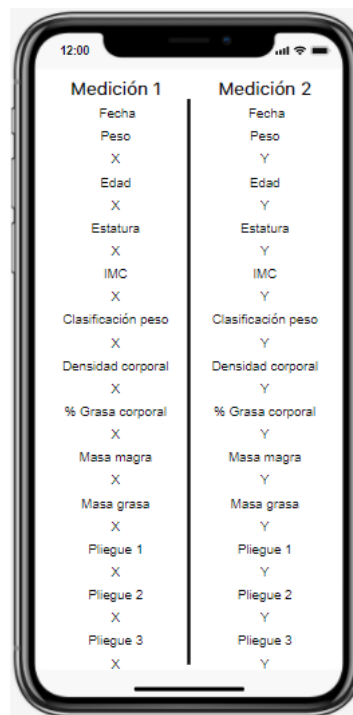 12:00
Medición 1 Medición 2
Fecha Fecha
Peso Peso
X Y
Edad Edad
X Y
Estatura Estatura
X Y
IMC IMC
X Y
Clasificación peso Clasificación peso
X Y
Densidad corporal Densidad corporal
X Y
% Grasa corporal % Grasa corporal
X Y
Masa magra Masa magra
X Y
Masa grasa Masa grasa
X Y
Pliegue 1 Pliegue 1
X Y
Pliegue 2 Pliegue 2
X Y
Pliegue 3 Pliegue 3
X Y